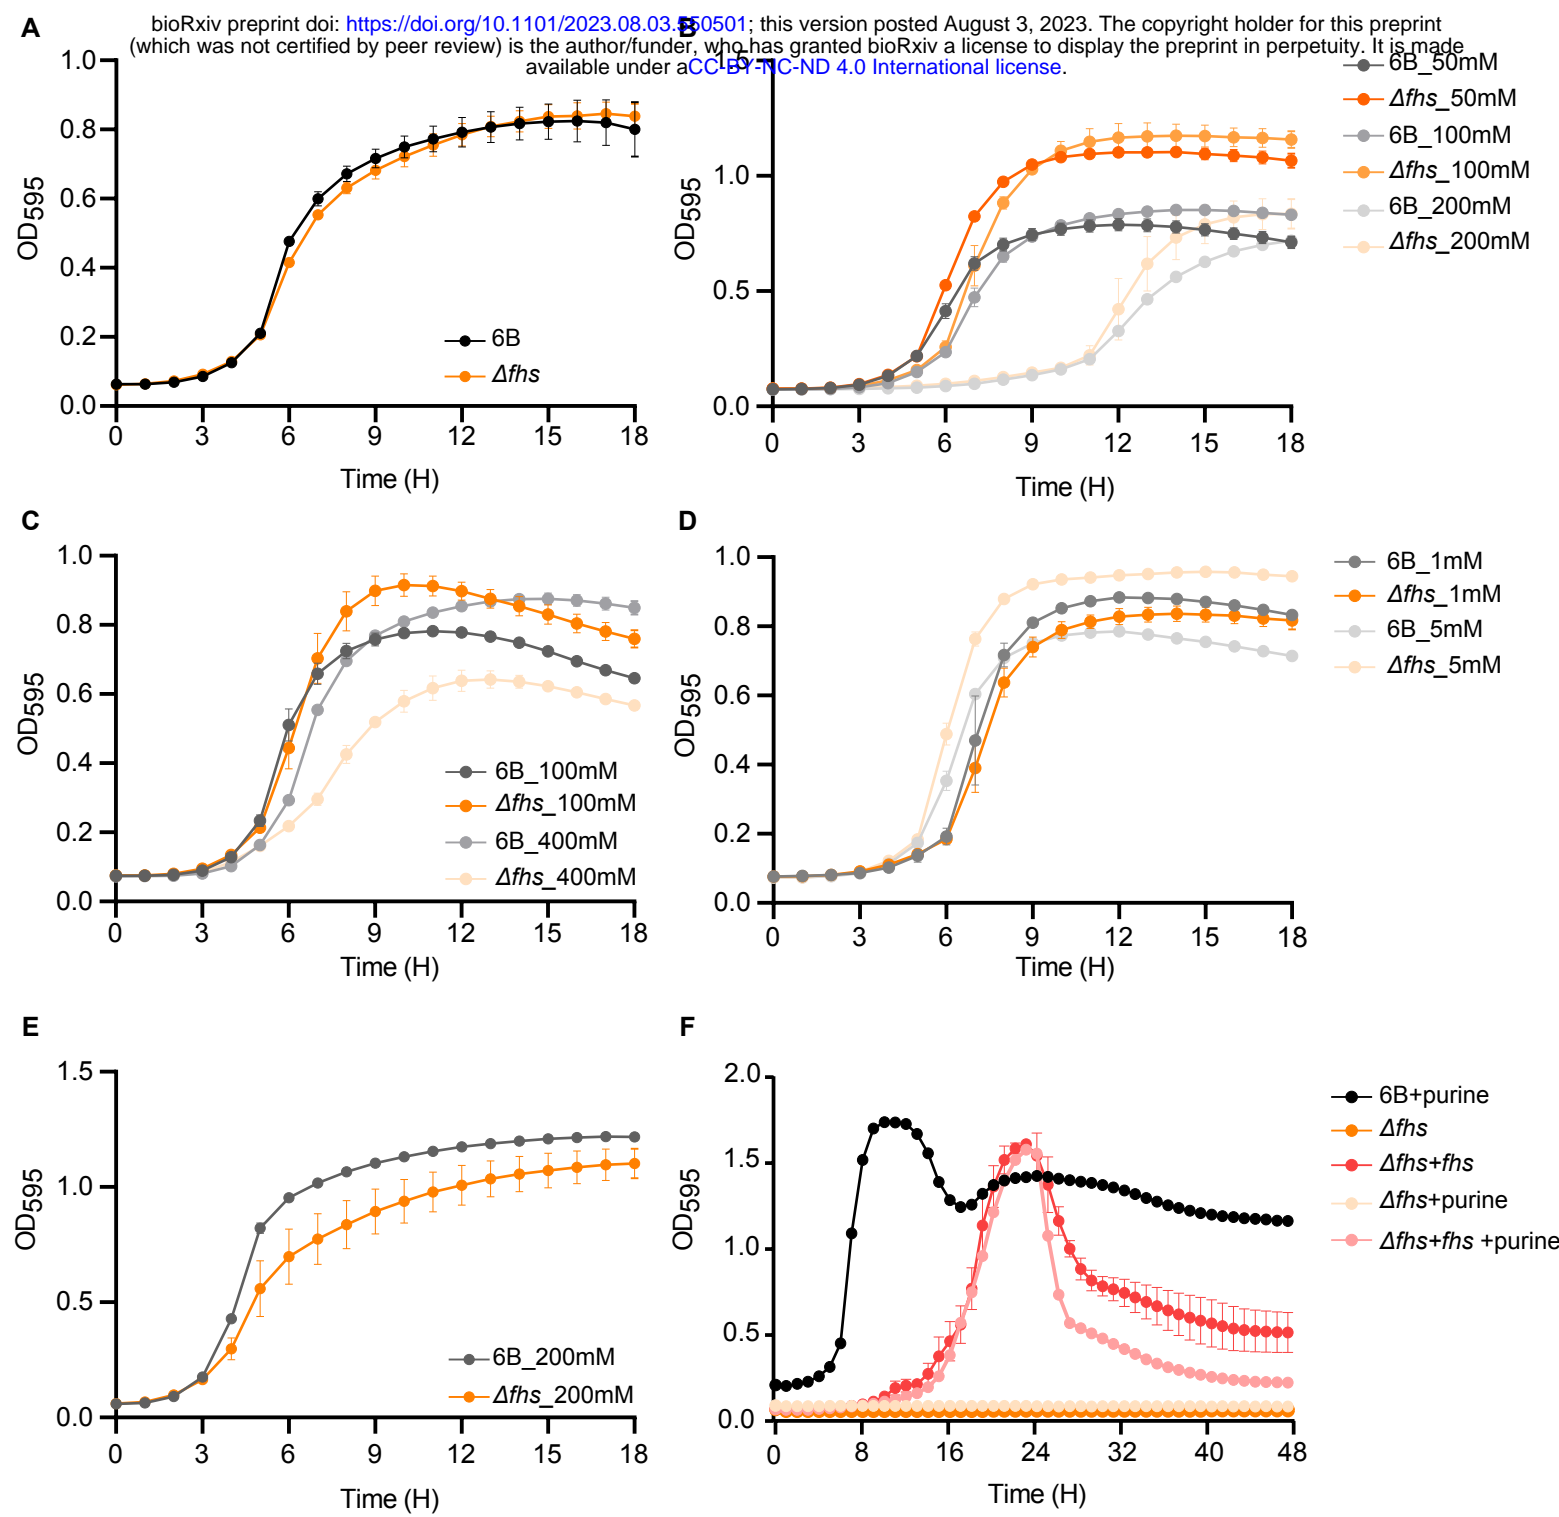 bioRxiv preprint doi: https://doi.org/10.1101/2023.08.03.550501; this version posted August 3, 2023. The copyright holder for this preprint
(which was not certified by peer review) is the author/funder, who has granted bioRxiv a license to display the preprint in perpetuity. It is made
available under aCC-BY-NC-ND 4.0 International license.
A
1.0
0.8
0.6
0.4
0.2
0.0
OD595
0 3 6 9 12 15 18
Time (H)
6B
Δfhs
B
1.5
1.0
0.5
0.0
OD595
0 3 6 9 12 15 18
Time (H)
6B_50mM
Δfhs_50mM
6B_100mM
Δfhs_100mM
6B_200mM
Δfhs_200mM
C
1.0
0.8
0.6
0.4
0.2
0.0
OD595
0 3 6 9 12 15 18
Time (H)
6B_100mM
Δfhs_100mM
6B_400mM
Δfhs_400mM
D
1.0
0.8
0.6
0.4
0.2
0.0
OD595
0 3 6 9 12 15 18
Time (H)
6B_1mM
Δfhs_1mM
6B_5mM
Δfhs_5mM
E
1.5
1.0
0.5
0.0
OD595
0 3 6 9 12 15 18
Time (H)
6B_200mM
Δfhs_200mM
F
2.0
1.5
1.0
0.5
0.0
OD595
0 8 16 24 32 40 48
Time (H)
6B+purine
Δfhs
Δfhs+fhs
Δfhs+purine
Δfhs+fhs +purine